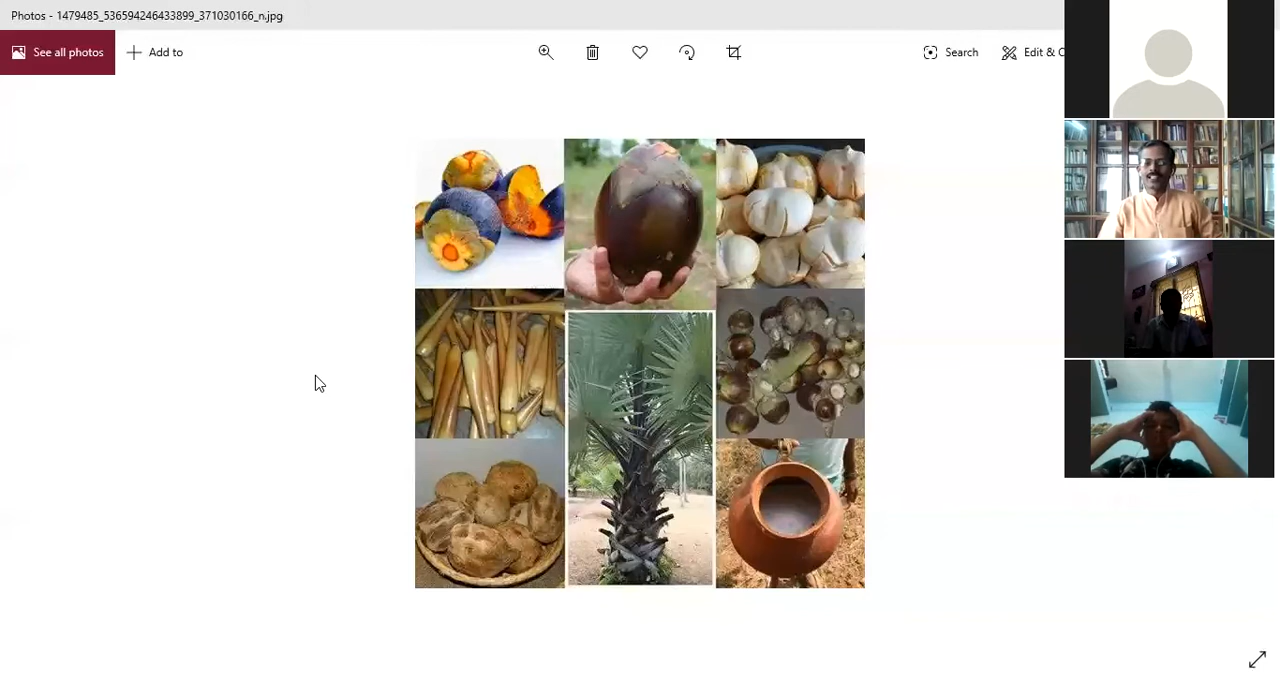 Photos - 1479485_536594246433899_371030166_n.jpg
See all photos
Add to
Search
Edit & C